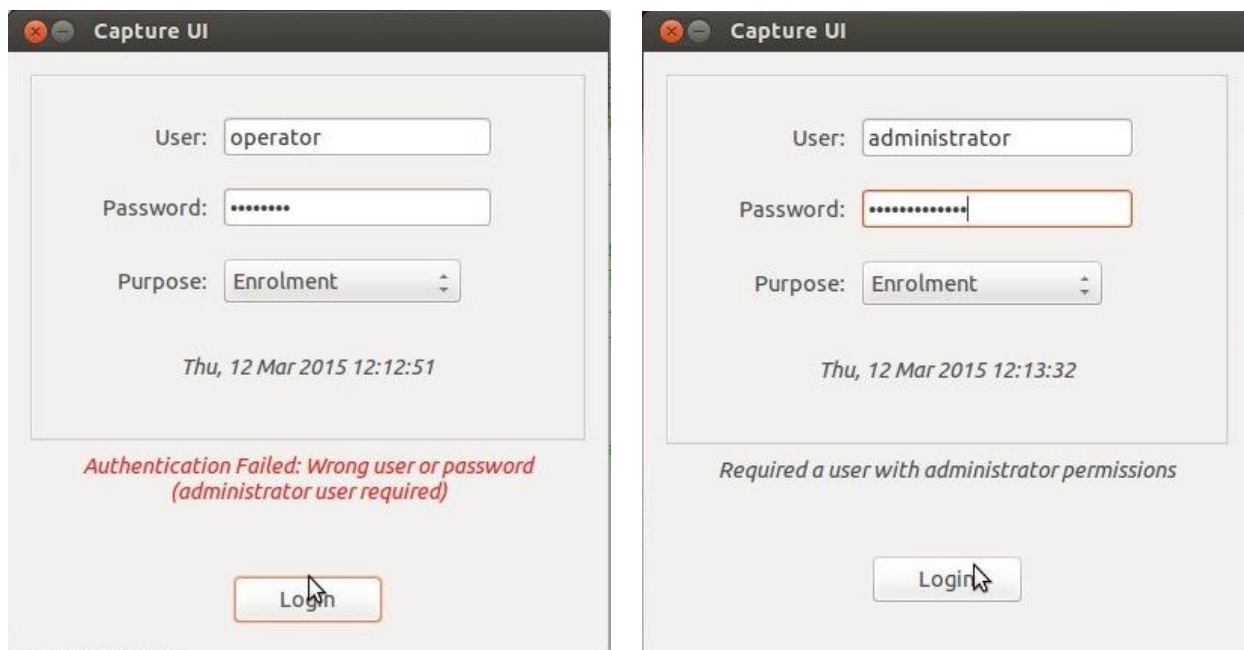 Capture UI
User: operator
Password: ••••••••
Purpose: Enrolment
Thu, 12 Mar 2015 12:12:51
Authentication Failed: Wrong user or password
(administrator user required)
Login
Capture UI
User: administrator
Password: •••••••••••••
Purpose: Enrolment
Thu, 12 Mar 2015 12:13:32
Required a user with administrator permissions
Login